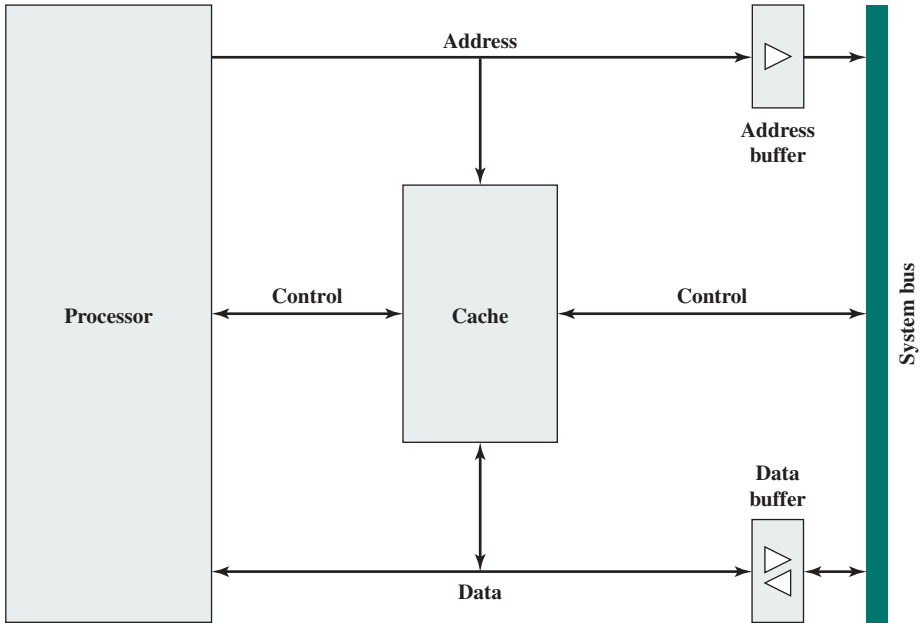 Address
Address
buffer
Processor
Control
Cache
Control
System bus
Data
buffer
Data